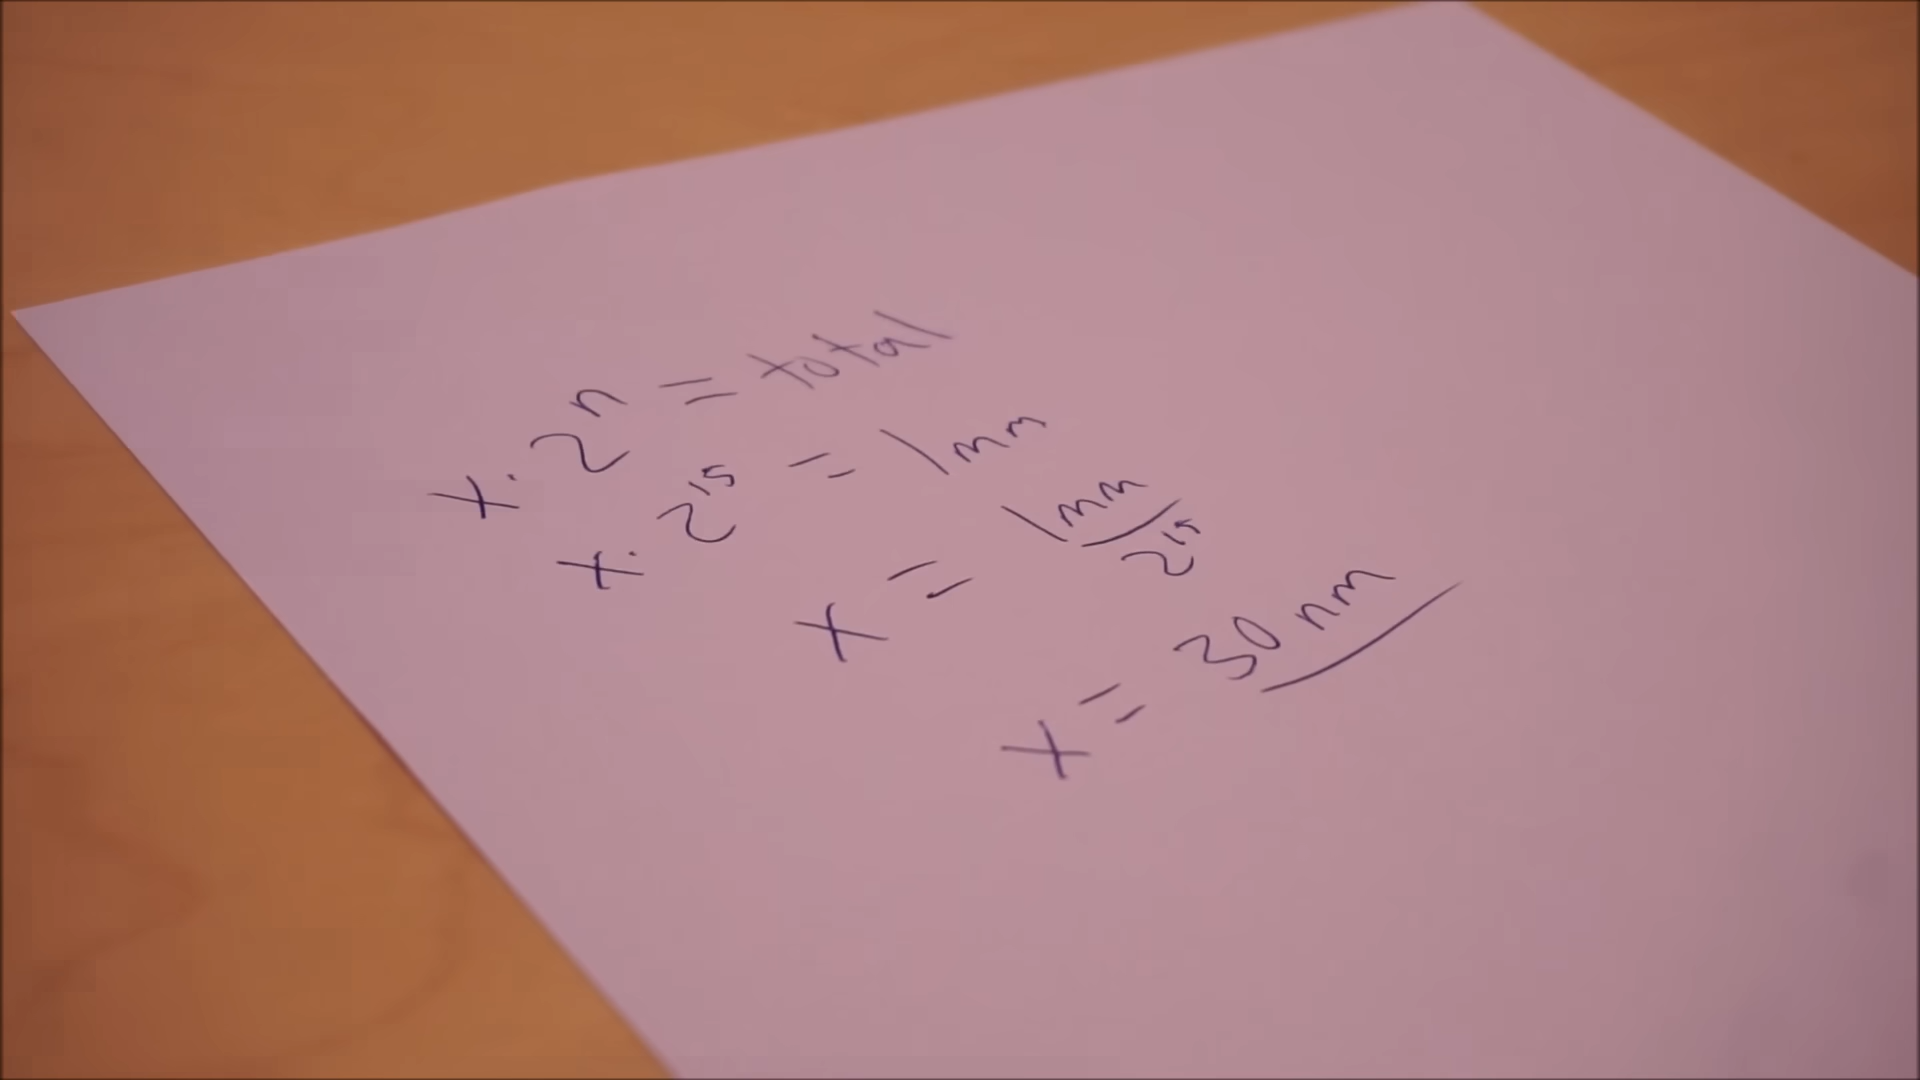 x · 2ⁿ = total
x · 2¹⁵ = 1mm
x = 1mm / 2¹⁵
x = 30 nm